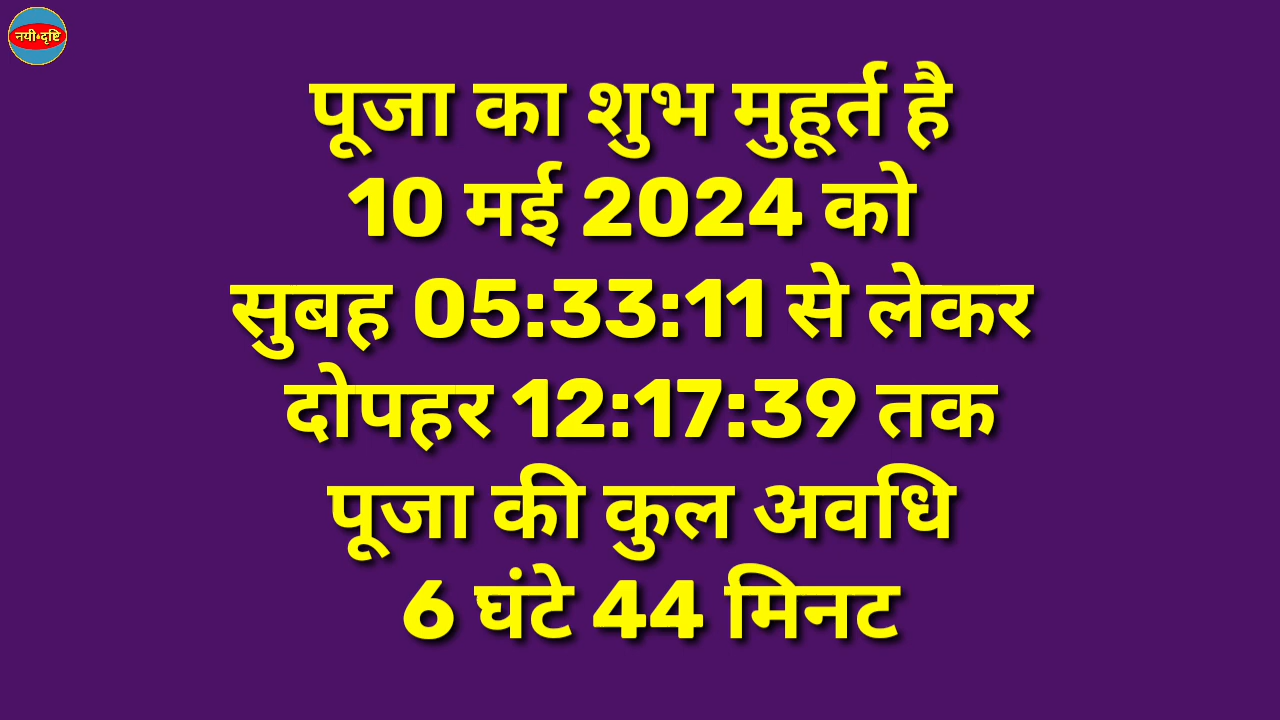 नयी•दृष्टि
पूजा का शुभ मुहूर्त है
10 मई 2024 को
सुबह 05:33:11 से लेकर
दोपहर 12:17:39 तक
पूजा की कुल अवधि
6 घंटे 44 मिनट